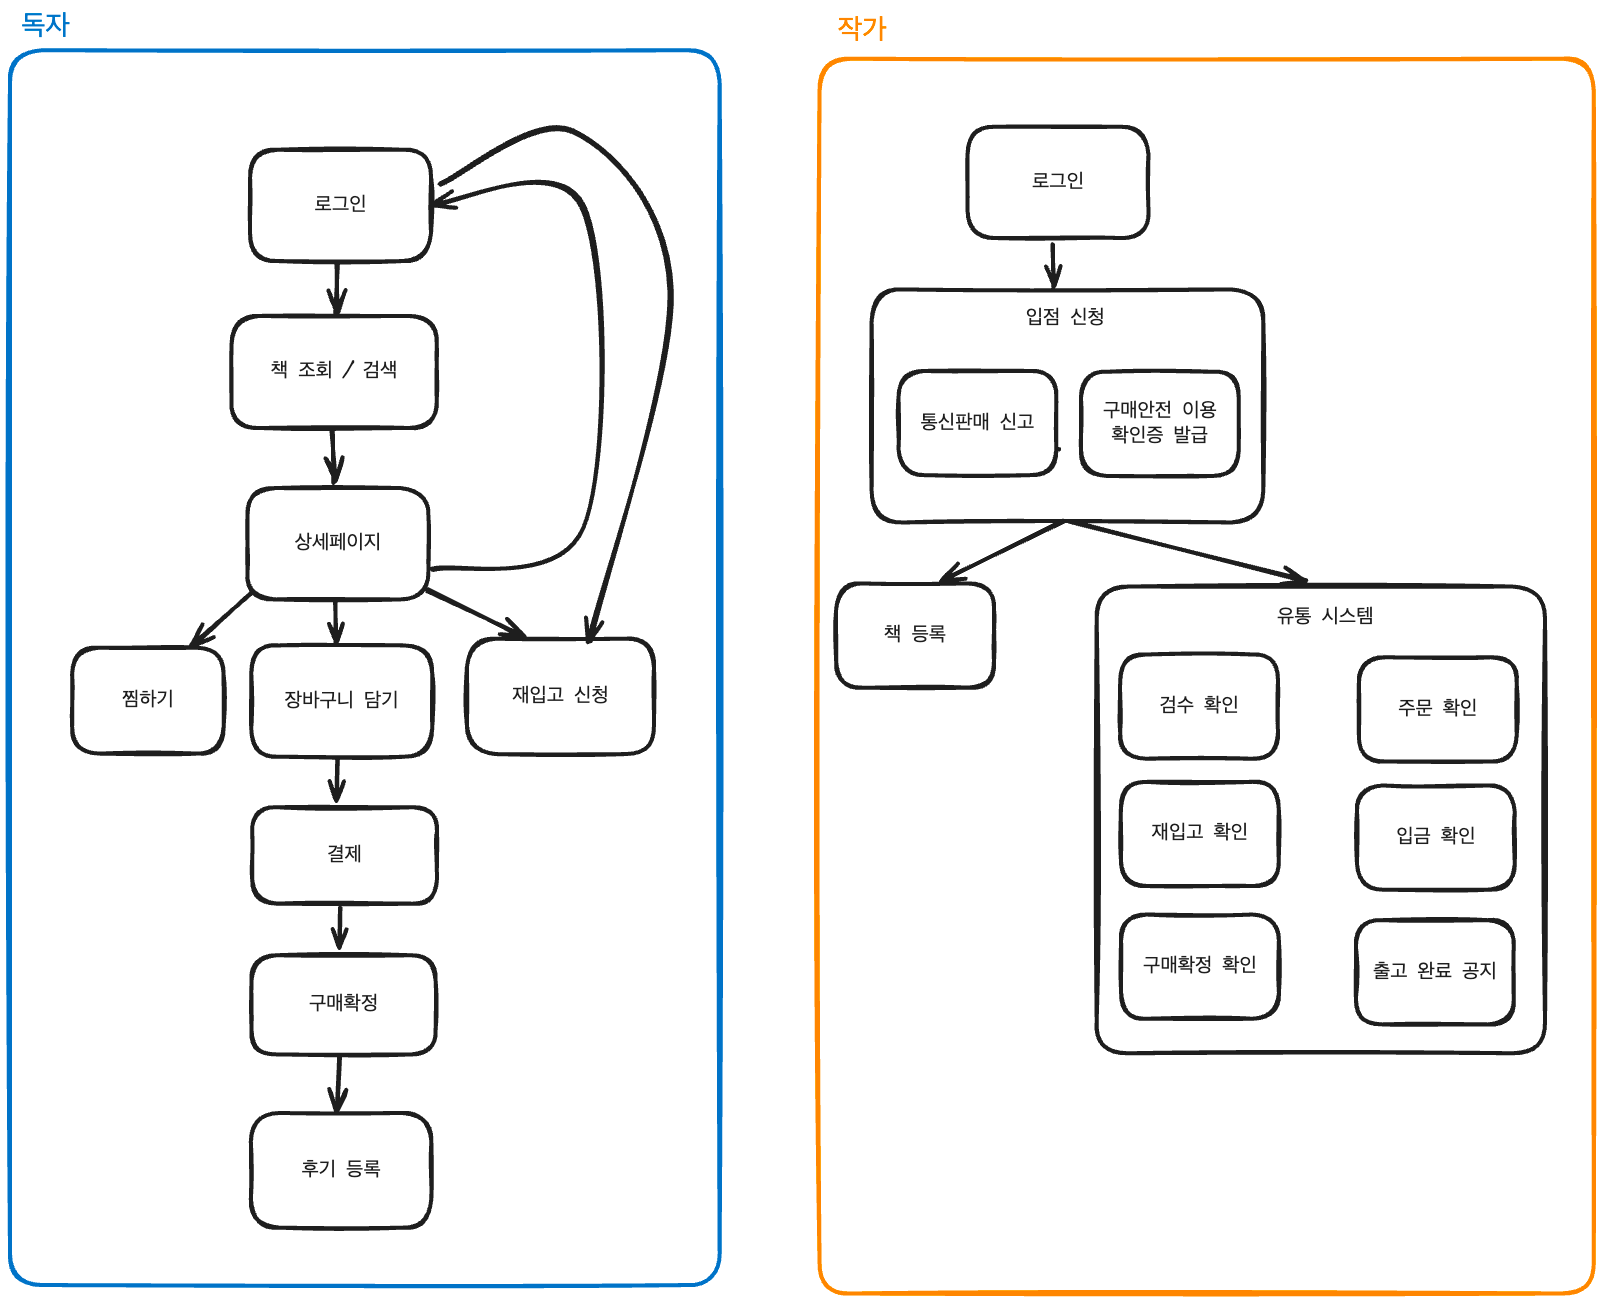 독자
로그인
책 조회 / 검색
상세페이지
찜하기
장바구니 담기
재입고 신청
결제
구매확정
후기 등록
작가
로그인
입점 신청
통신판매 신고
구매안전 이용
확인증 발급
책 등록
유통 시스템
검수 확인
주문 확인
재입고 확인
입금 확인
구매확정 확인
출고 완료 공지